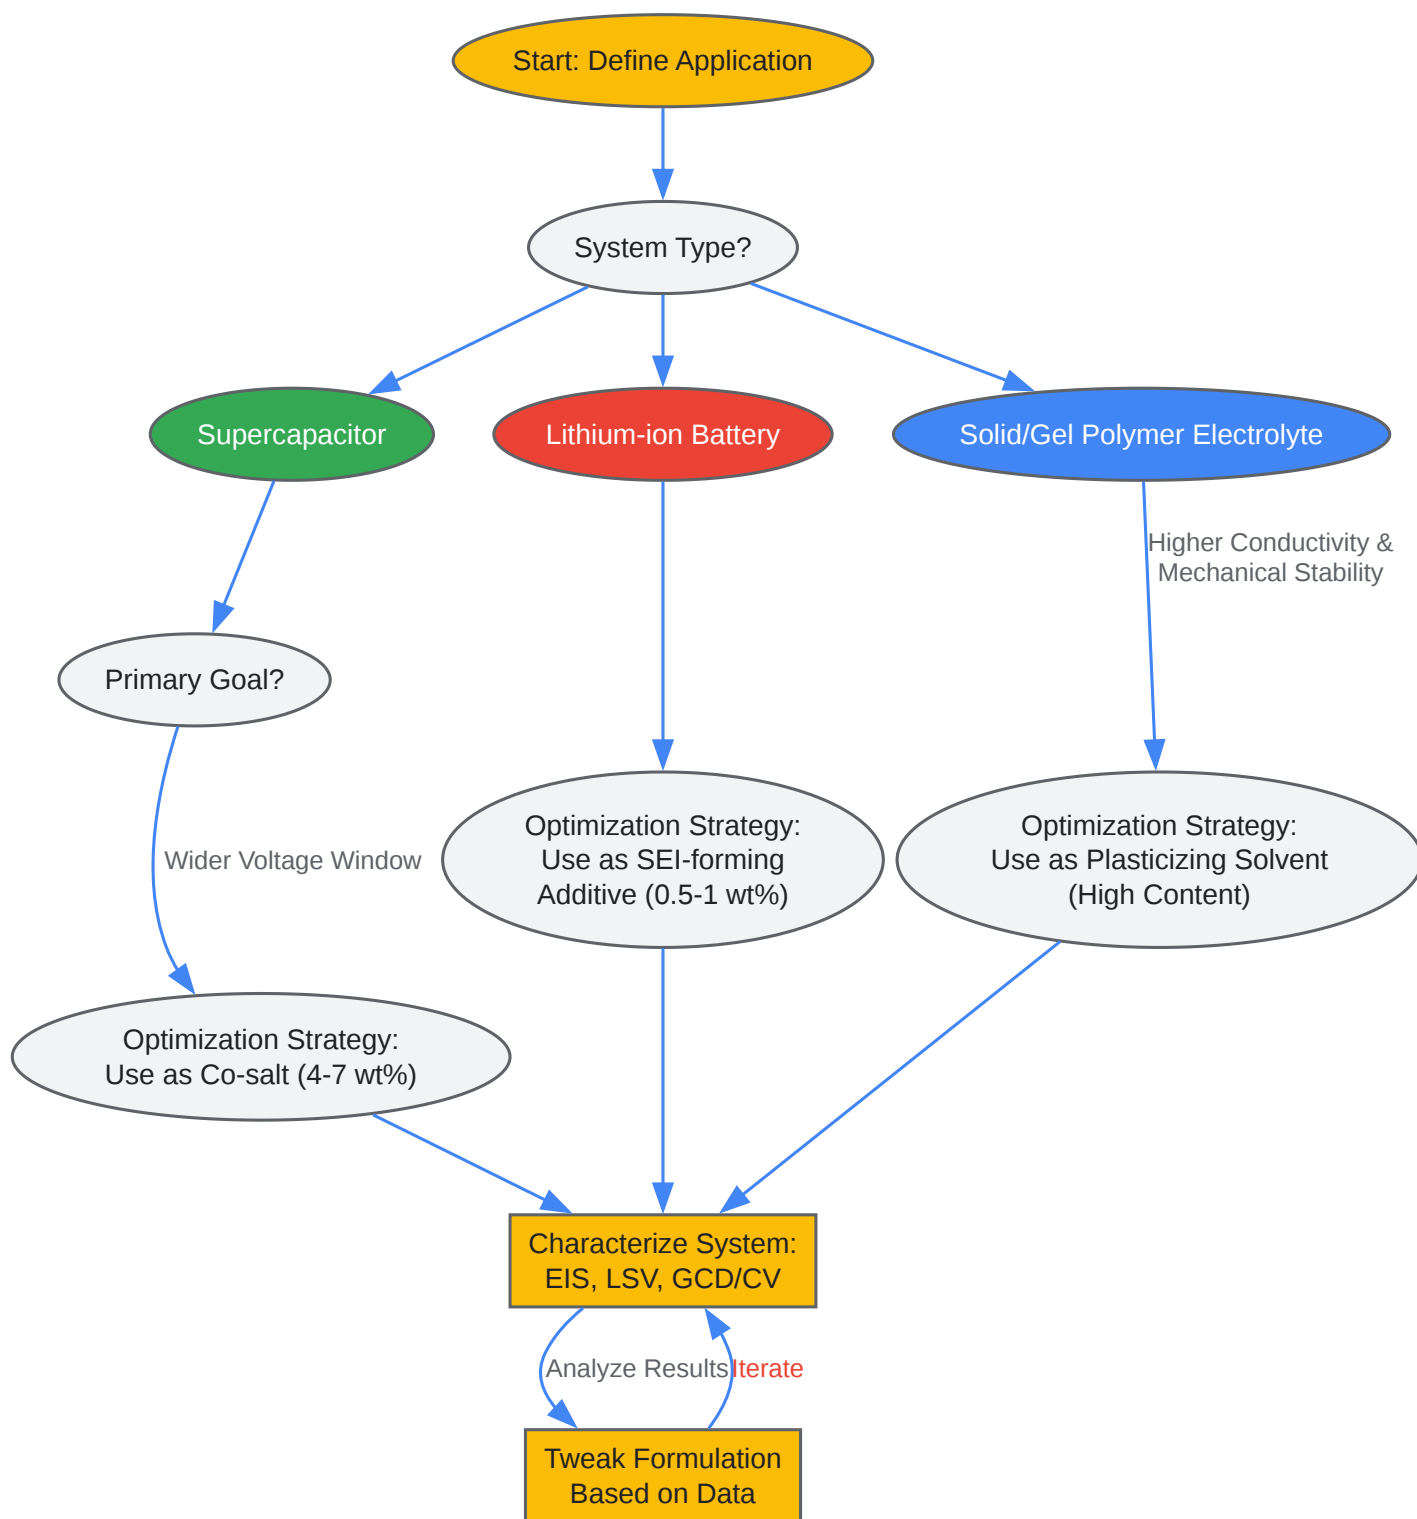 Start: Define Application
System Type?
Supercapacitor
Lithium-ion Battery
Solid/Gel Polymer Electrolyte
Higher Conductivity &
Mechanical Stability
Primary Goal?
Wider Voltage Window
Optimization Strategy:
Use as SEI-forming
Additive (0.5-1 wt%)
Optimization Strategy:
Use as Plasticizing Solvent
(High Content)
Optimization Strategy:
Use as Co-salt (4-7 wt%)
Characterize System:
EIS, LSV, GCD/CV
Analyze Results
Iterate
Tweak Formulation
Based on Data